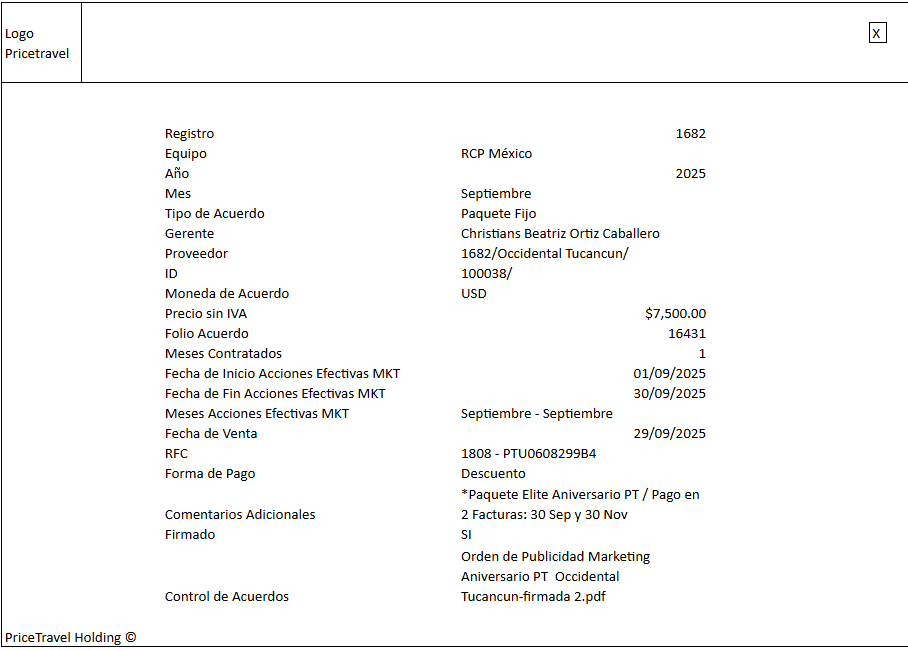 Logo
Pricetravel
X
Registro 1682
Equipo RCP México
Año 2025
Mes Septiembre
Tipo de Acuerdo Paquete Fijo
Gerente Christians Beatriz Ortiz Caballero
Proveedor 1682/Occidental Tucancun/
ID 100038/
Moneda de Acuerdo USD
Precio sin IVA $7,500.00
Folio Acuerdo 16431
Meses Contratados 1
Fecha de Inicio Acciones Efectivas MKT 01/09/2025
Fecha de Fin Acciones Efectivas MKT 30/09/2025
Meses Acciones Efectivas MKT Septiembre - Septiembre
Fecha de Venta 29/09/2025
RFC 1808 - PTU0608299B4
Forma de Pago Descuento
*Paquete Elite Aniversario PT / Pago en
Comentarios Adicionales 2 Facturas: 30 Sep y 30 Nov
Firmado SI
Orden de Publicidad Marketing
Aniversario PT  Occidental
Control de Acuerdos Tucancun-firmada 2.pdf
PriceTravel Holding ©